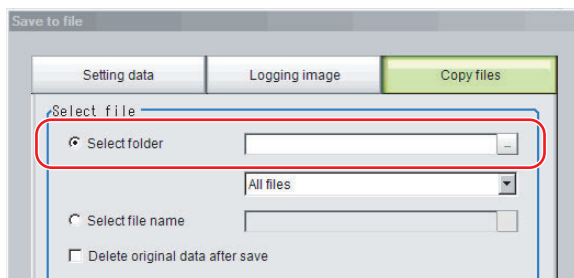 Save to file
Setting data Logging image Copy files
Select file
Select folder ...
All files
Select file name
Delete original data after save